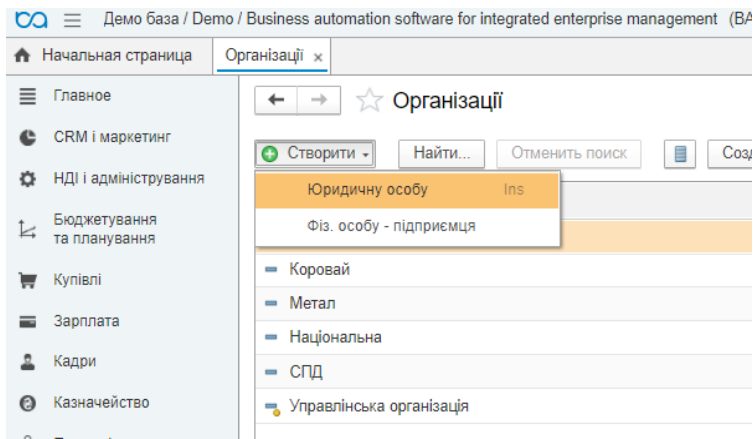 Демо база / Demo / Business automation software for integrated enterprise management (BA
Начальная страница
Організації
Главное
CRM і маркетинг
НДІ і адміністрування
Бюджетування
та планування
Купівлі
Зарплата
Кадри
Казначейство
Організації
Створити
Найти...
Отменить поиск
Созд
Юридичну особу Ins
Фіз. особу - підприємця
Коровай
Метал
Національна
СПД
Управлінська організація